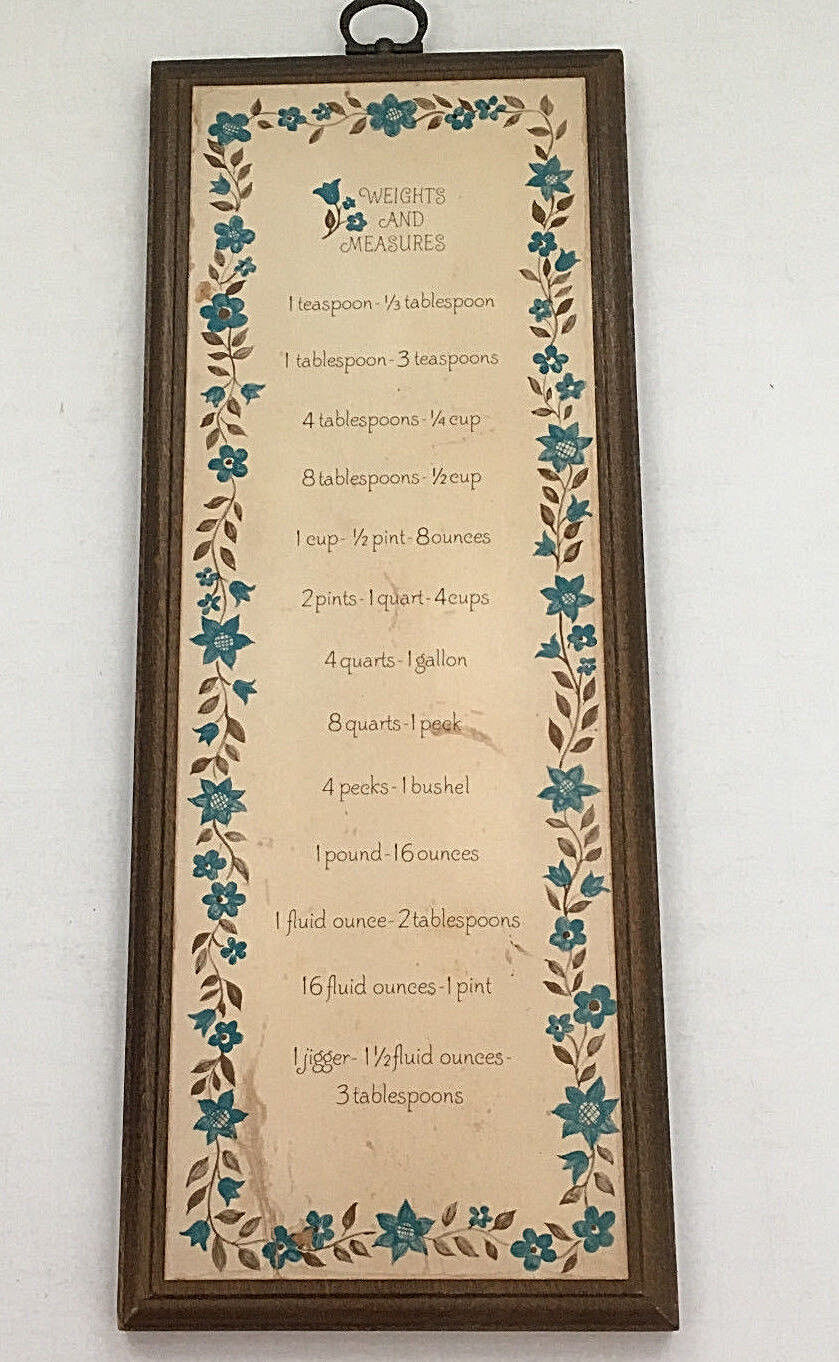 WEIGHTS
AND
MEASURES
1 teaspoon - ⅓ tablespoon
1 tablespoon - 3 teaspoons
4 tablespoons - ¼ cup
8 tablespoons - ½ cup
1 cup - ½ pint - 8 ounces
2 pints - 1 quart - 4 cups
4 quarts - 1 gallon
8 quarts - 1 peck
4 pecks - 1 bushel
1 pound - 16 ounces
1 fluid ounce - 2 tablespoons
16 fluid ounces - 1 pint
1 jigger - 1 ½ fluid ounces -
3 tablespoons